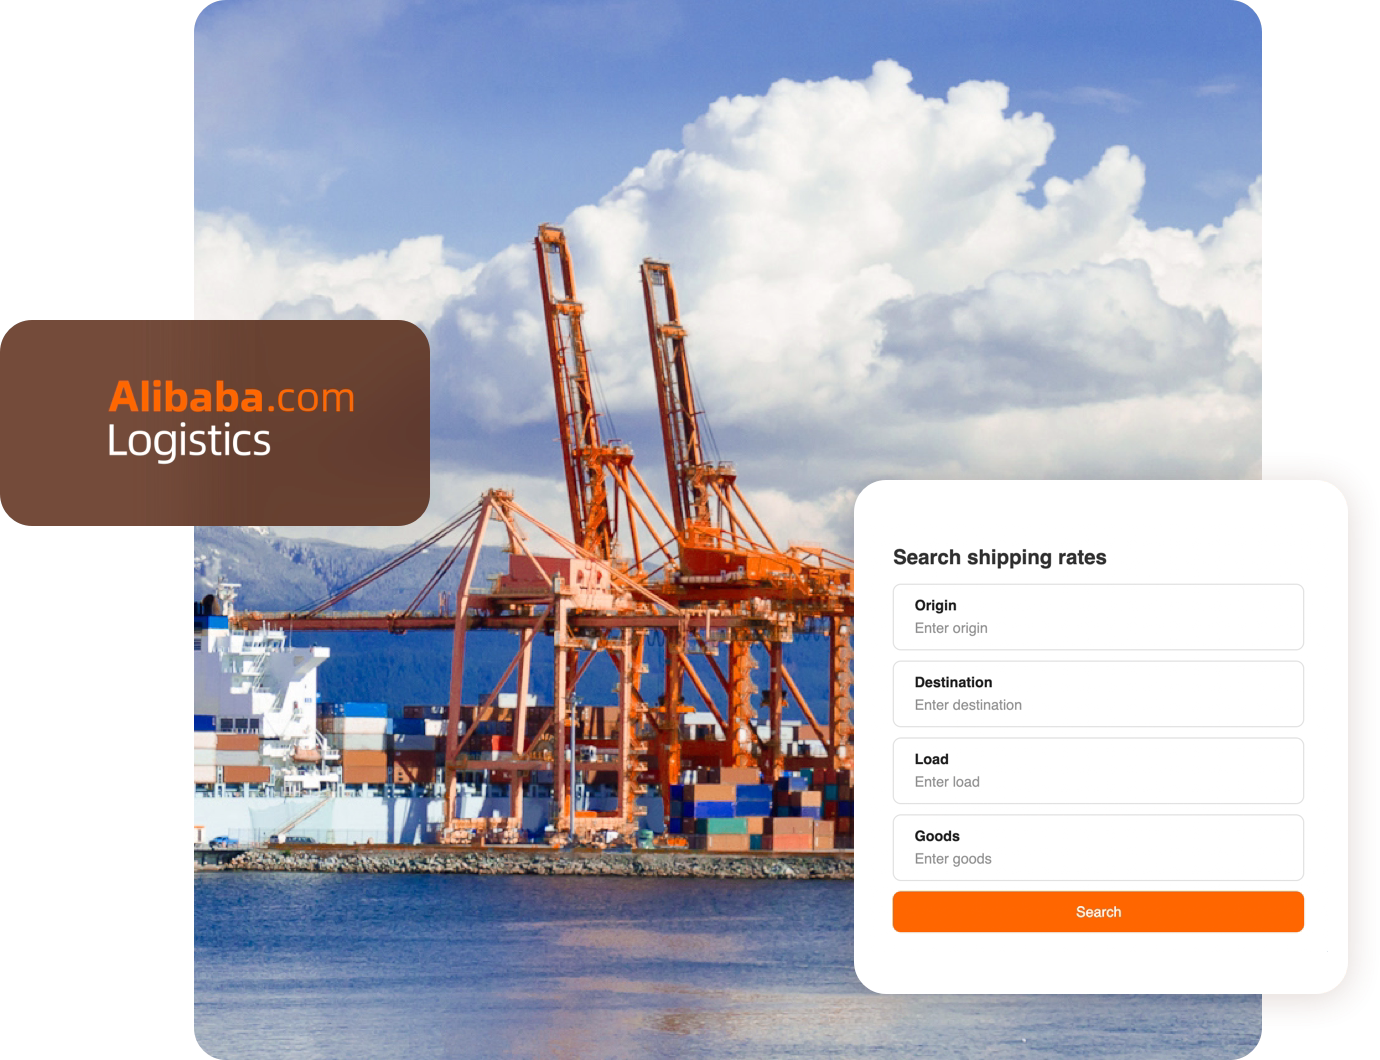 Alibaba.com
Logistics
Search shipping rates
Origin
Enter origin
Destination
Enter destination
Load
Enter load
Goods
Enter goods
Search